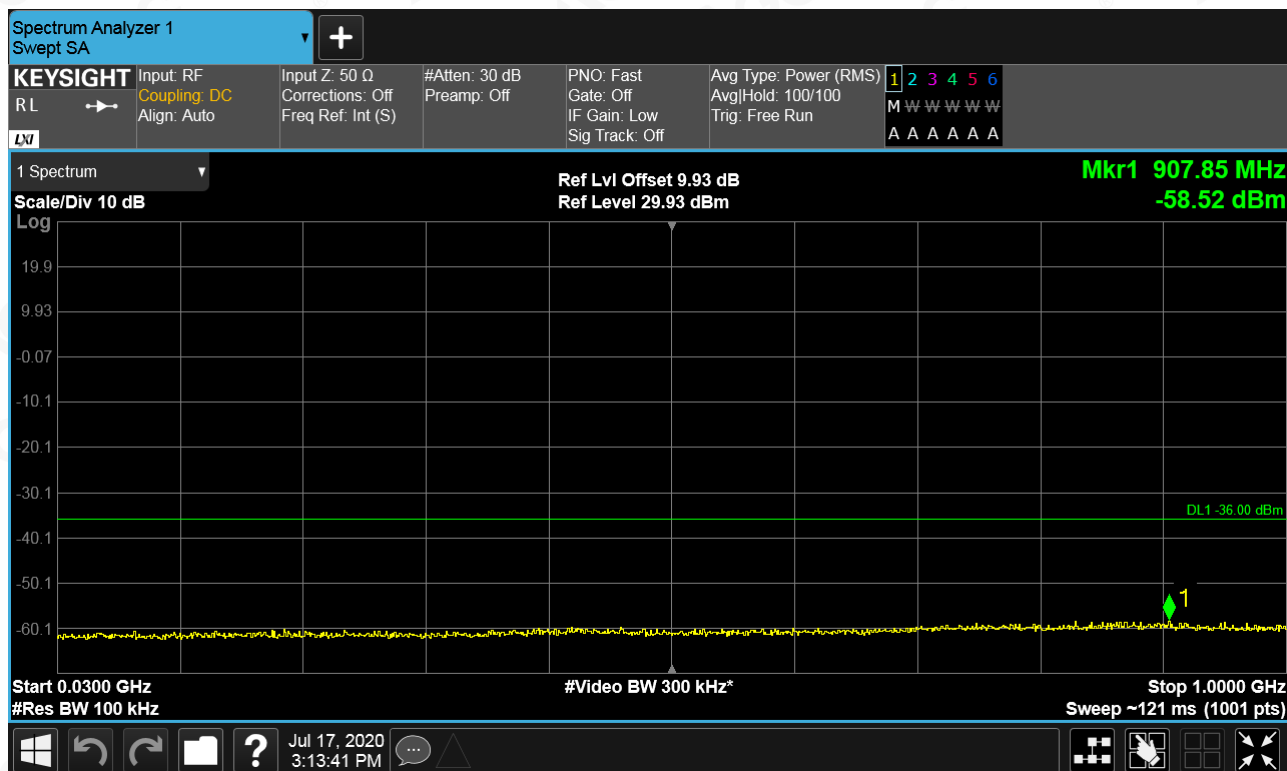 Spectrum Analyzer 1
Swept SA
+
KEYSIGHT
R L
LXI
Input: RF
Coupling: DC
Align: Auto
Input Z: 50 Ω
Corrections: Off
Freq Ref: Int (S)
#Atten: 30 dB
Preamp: Off
PNO: Fast
Gate: Off
IF Gain: Low
Sig Track: Off
Avg Type: Power (RMS)
Avg|Hold: 100/100
Trig: Free Run
1 2 3 4 5 6
M W W W W W
A A A A A A
1 Spectrum
Scale/Div 10 dB
Log
Ref Lvl Offset 9.93 dB
Ref Level 29.93 dBm
Mkr1 907.85 MHz
-58.52 dBm
19.9
9.93
-0.07
-10.1
-20.1
-30.1
DL1 -36.00 dBm
-40.1
-50.1
1
-60.1
Start 0.0300 GHz
#Res BW 100 kHz
#Video BW 300 kHz*
Stop 1.0000 GHz
Sweep ~121 ms (1001 pts)
?
Jul 17, 2020
3:13:41 PM